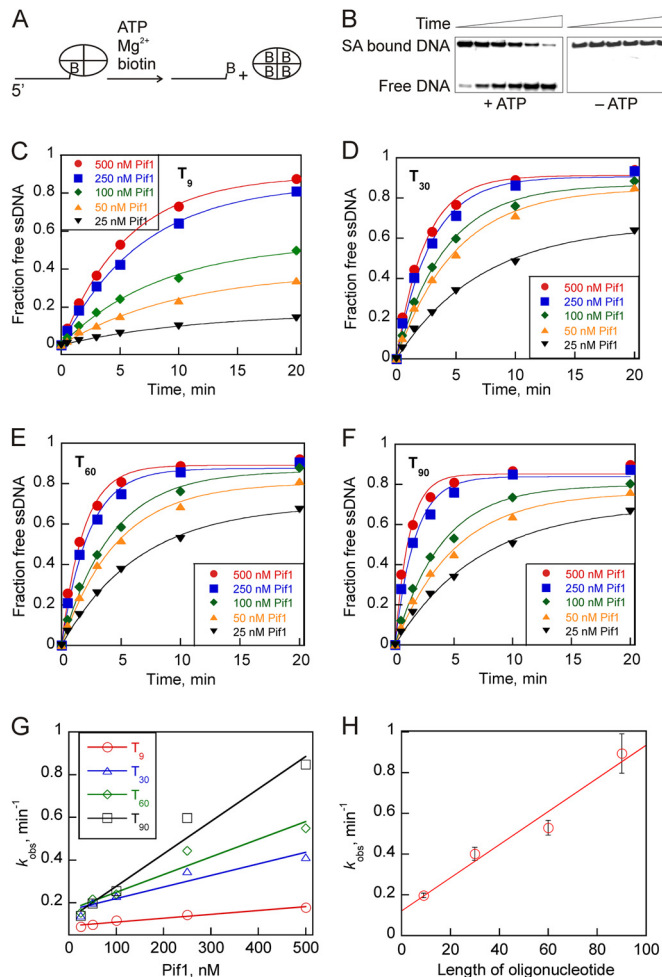 A
ATP
Mg2+
biotin
B
B
+
B B
B B
5'
B
Time
SA bound DNA
Free DNA
+ ATP
– ATP
C
T9
500 nM Pif1
250 nM Pif1
100 nM Pif1
50 nM Pif1
25 nM Pif1
Fraction free ssDNA
1
0.8
0.6
0.4
0.2
0
0 5 10 15 20
Time, min
D
T30
500 nM Pif1
250 nM Pif1
100 nM Pif1
50 nM Pif1
25 nM Pif1
Fraction free ssDNA
1
0.8
0.6
0.4
0.2
0
0 5 10 15 20
Time, min
E
T60
500 nM Pif1
250 nM Pif1
100 nM Pif1
50 nM Pif1
25 nM Pif1
Fraction free ssDNA
1
0.8
0.6
0.4
0.2
0
0 5 10 15 20
Time, min
F
T90
500 nM Pif1
250 nM Pif1
100 nM Pif1
50 nM Pif1
25 nM Pif1
Fraction free ssDNA
1
0.8
0.6
0.4
0.2
0
0 5 10 15 20
Time, min
G
T9
T30
T60
T90
kobs, min-1
1
0.8
0.6
0.4
0.2
0 100 200 300 400 500
Pif1, nM
H
kobs, min-1
1
0.8
0.6
0.4
0.2
0
0 20 40 60 80 100
Length of oligonucleotide